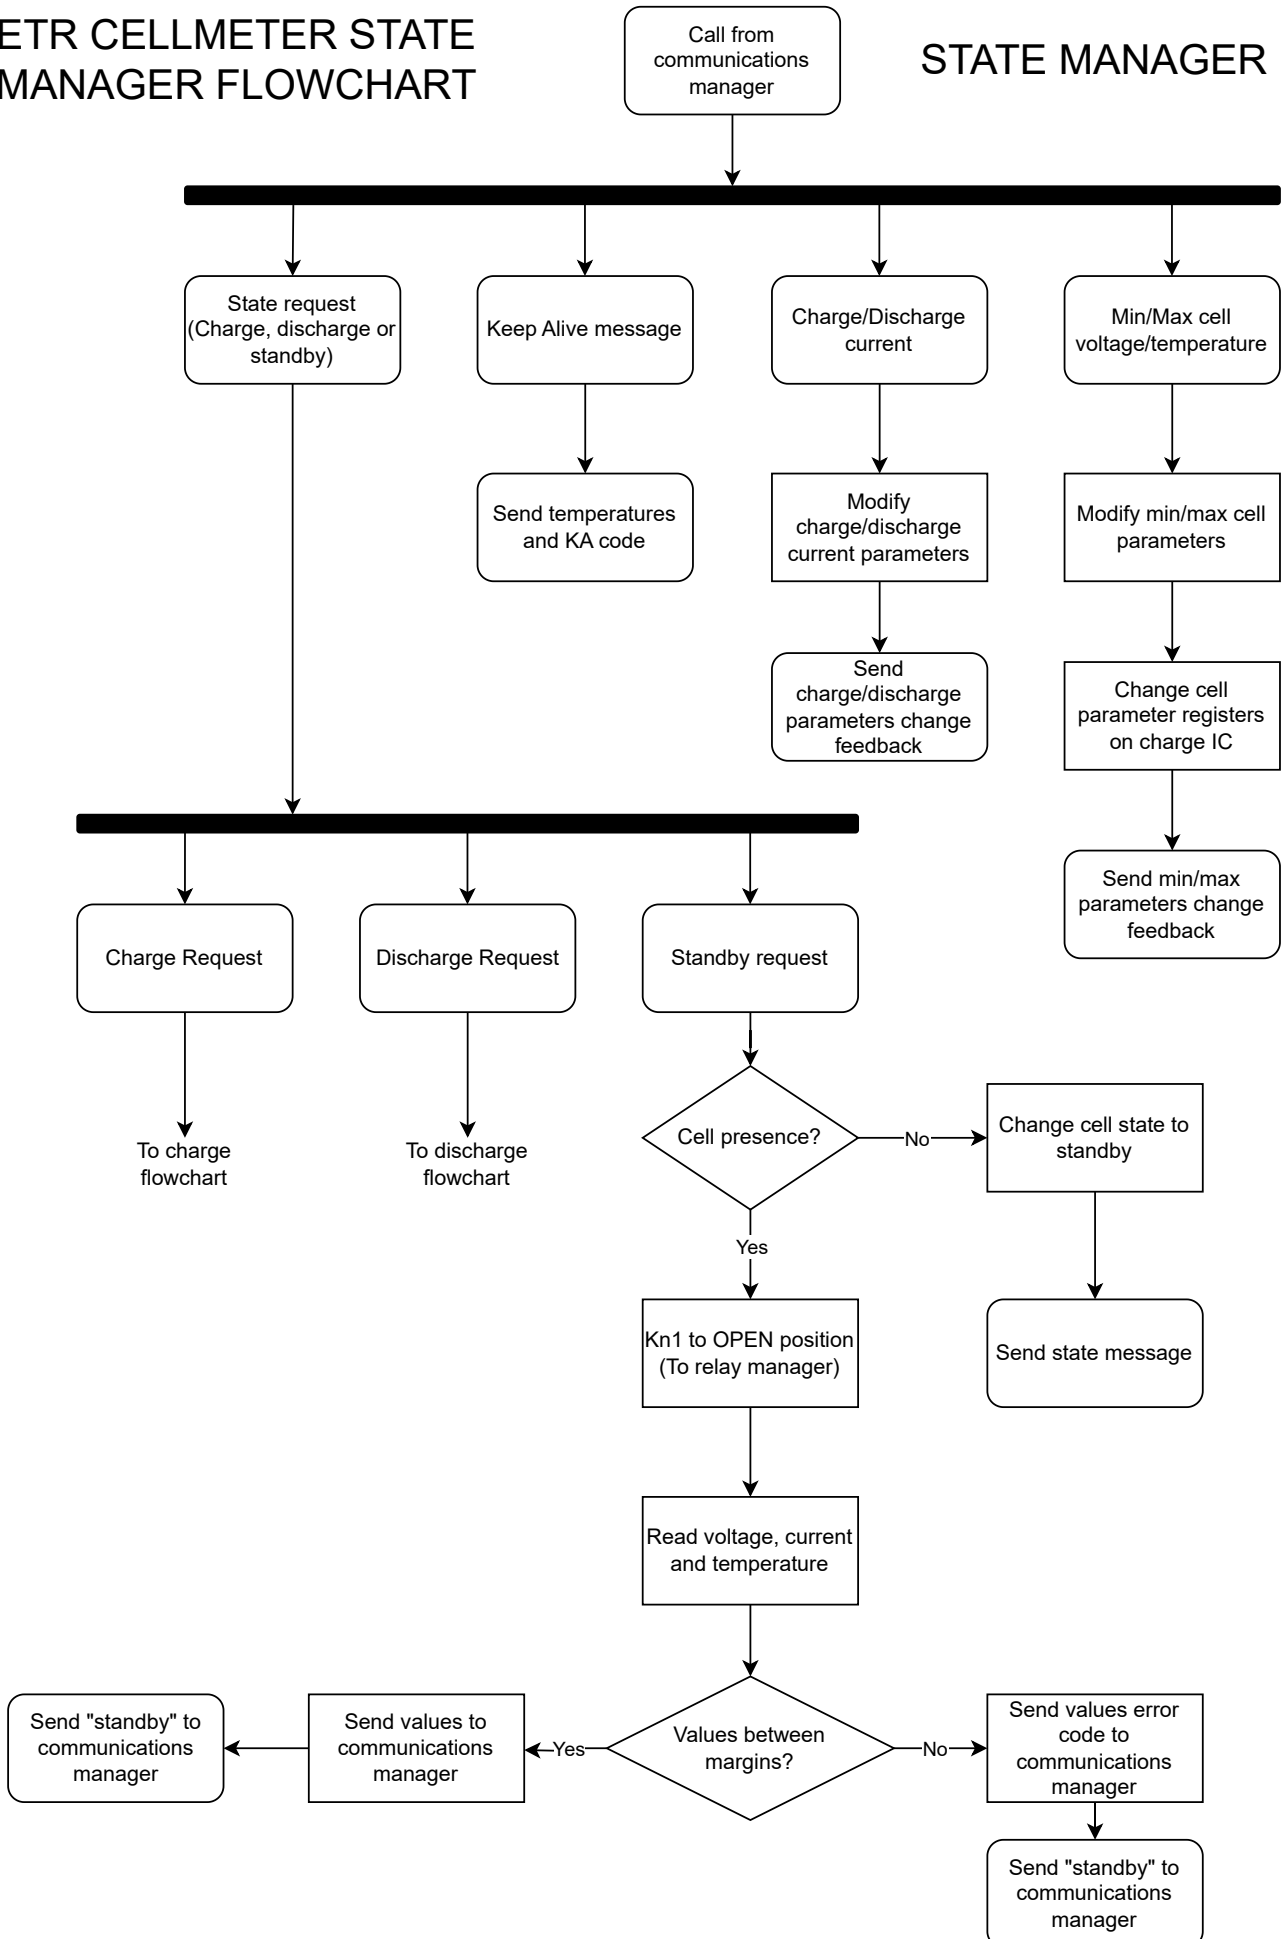 ETR CELLMETER STATE
MANAGER FLOWCHART
Call from
communications
manager
STATE MANAGER
State request
(Charge, discharge or
standby)
Keep Alive message
Charge/Discharge
current
Min/Max cell
voltage/temperature
Send temperatures
and KA code
Modify
charge/discharge
current parameters
Modify min/max cell
parameters
Send
charge/discharge
parameters change
feedback
Change cell
parameter registers
on charge IC
Send min/max
parameters change
feedback
Charge Request
Discharge Request
Standby request
To charge
flowchart
To discharge
flowchart
Cell presence?
No
Change cell state to
standby
Yes
Kn1 to OPEN position
(To relay manager)
Send state message
Read voltage, current
and temperature
Send "standby" to
communications
manager
Send values to
communications
manager
Yes
Values between
margins?
No
Send values error
code to
communications
manager
Send "standby" to
communications
manager